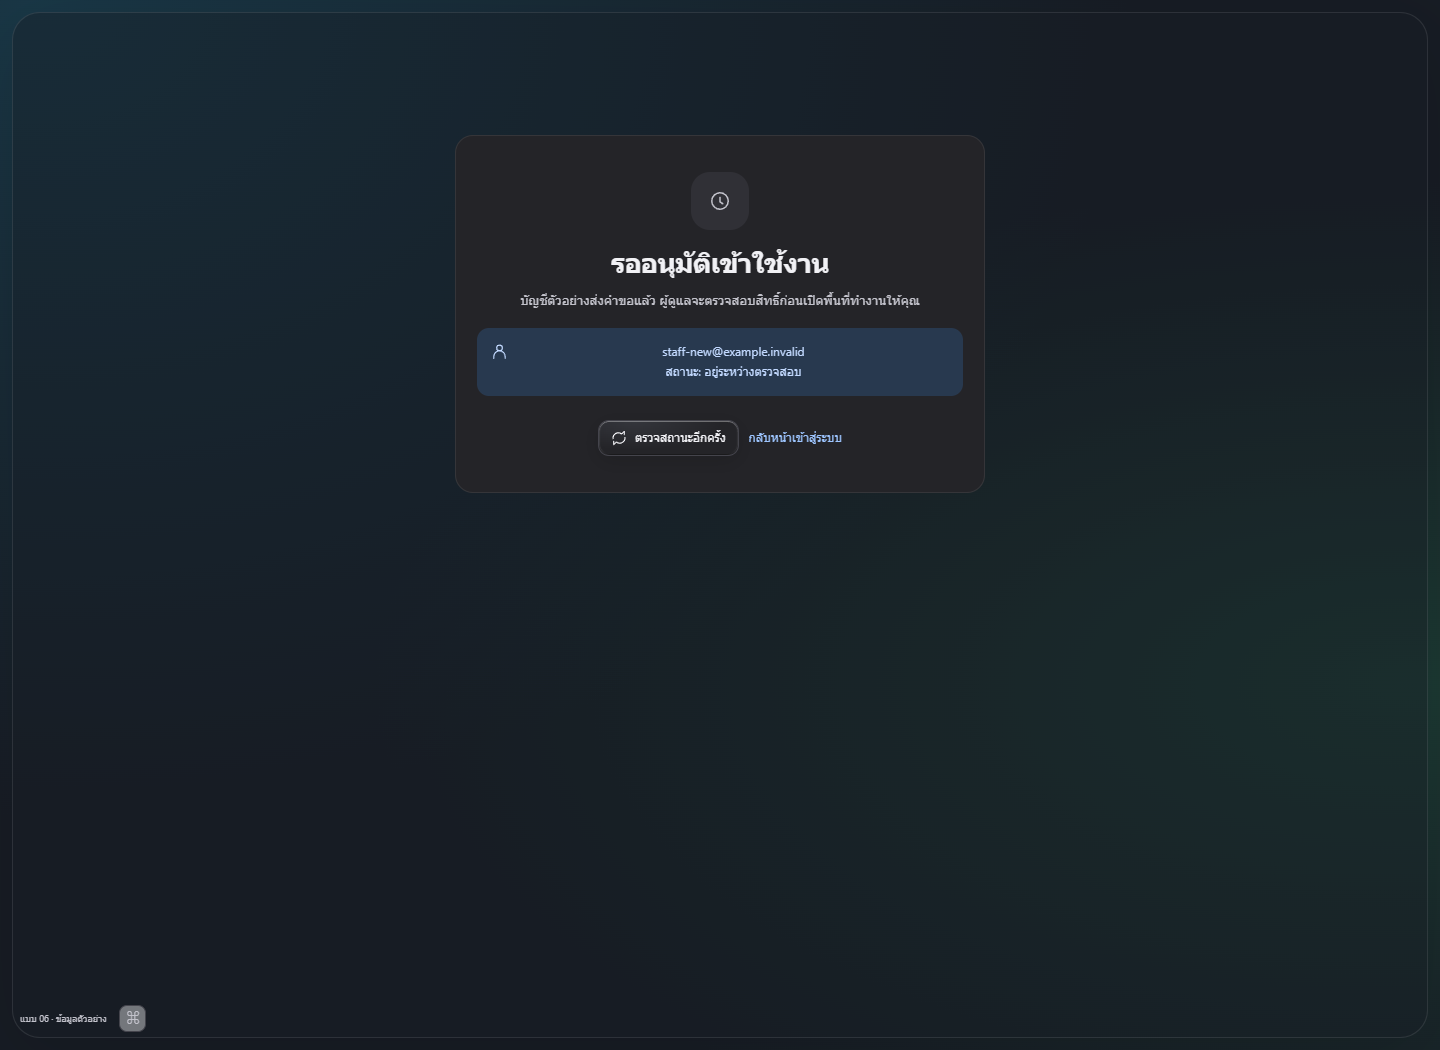 รออนุมัติเข้าใช้งาน
บัญชีตัวอย่างส่งคำขอแล้ว ผู้ดูแลจะตรวจสอบสิทธิ์ก่อนเปิดพื้นที่ทำงานให้คุณ
staff-new@example.invalid
สถานะ: อยู่ระหว่างตรวจสอบ
ตรวจสถานะอีกครั้ง กลับหน้าเข้าสู่ระบบ
แบบ 06 · ข้อมูลตัวอย่าง ⌘